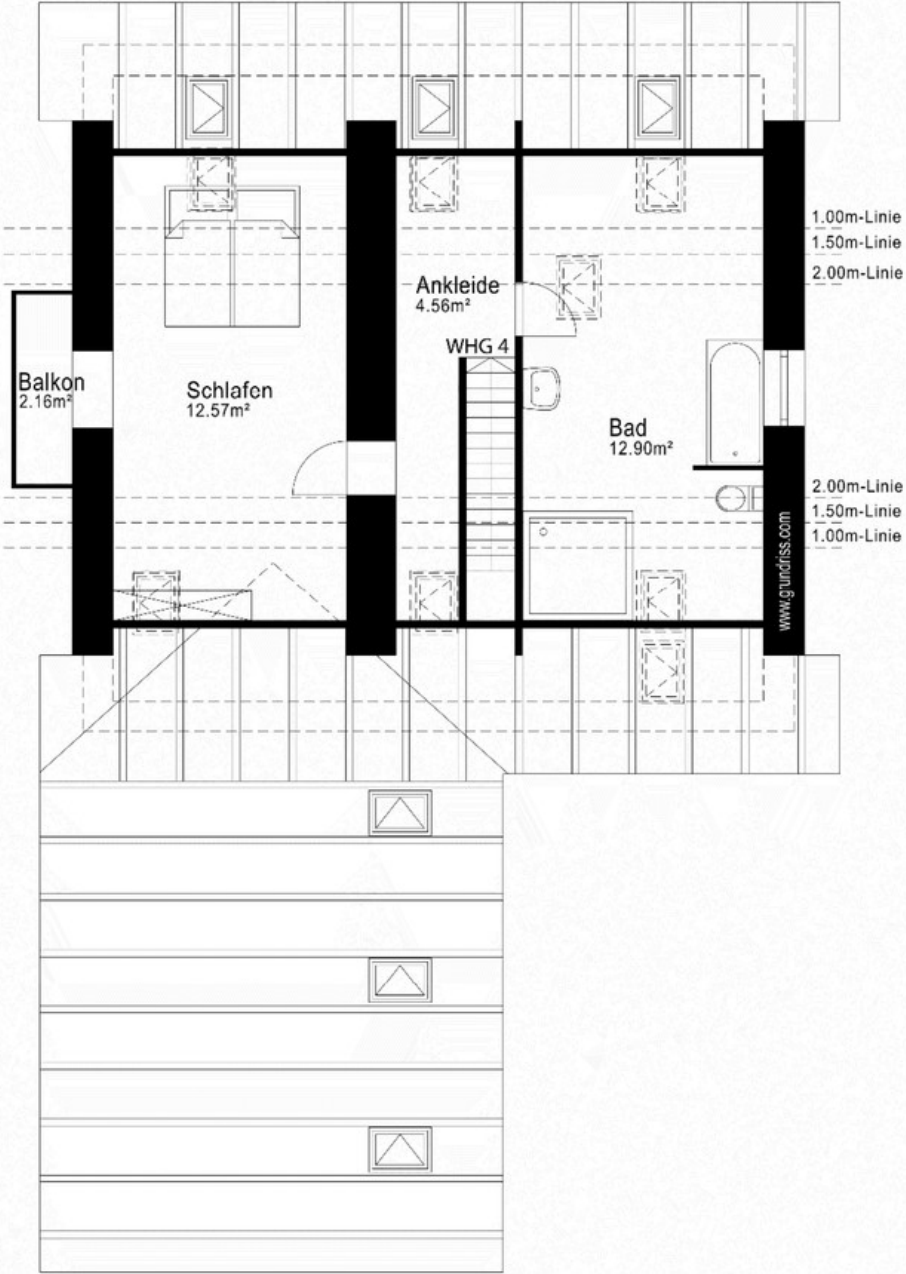 1.00m-Linie
1.50m-Linie
2.00m-Linie
Ankleide
4.56m²
WHG 4
Balkon
2.16m²
Schlafen
12.57m²
Bad
12.90m²
2.00m-Linie
1.50m-Linie
1.00m-Linie
www.grundriss.com